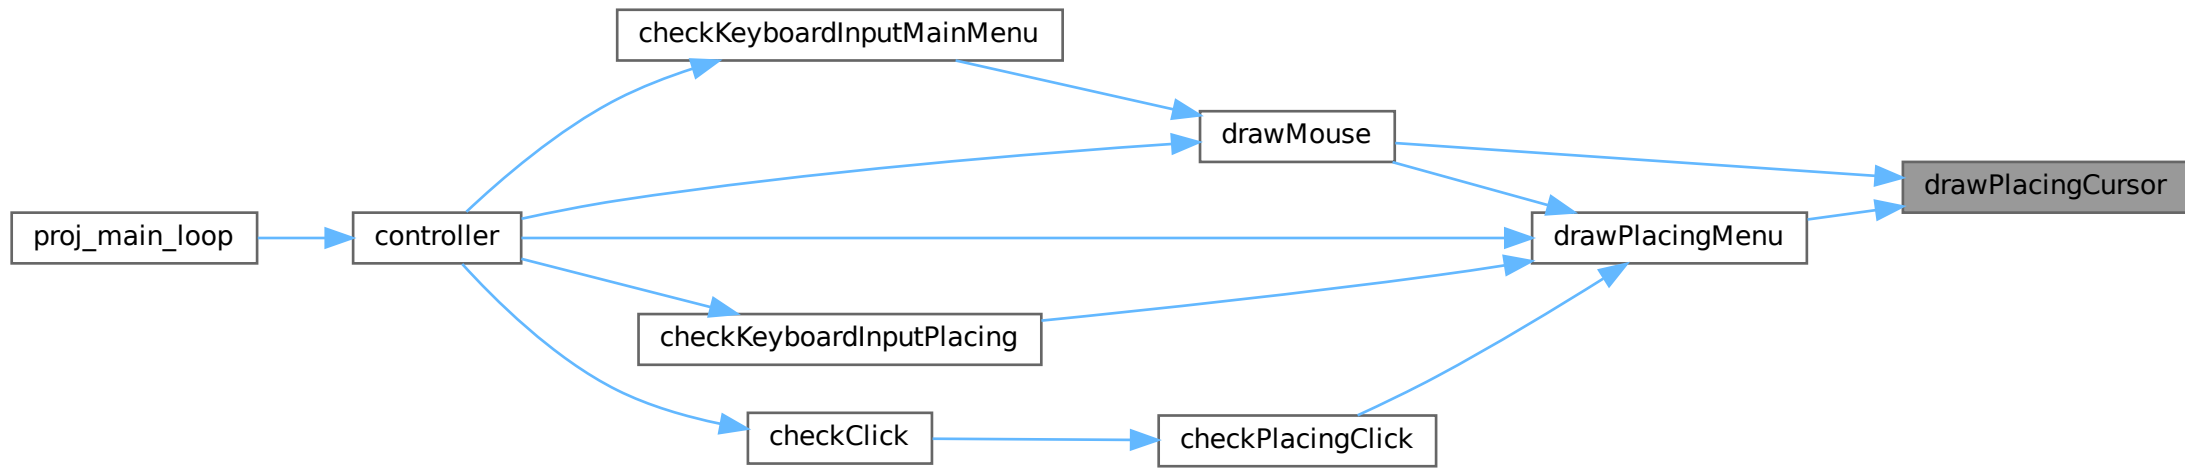 checkKeyboardInputMainMenu
drawMouse
drawPlacingCursor
proj_main_loop
controller
drawPlacingMenu
checkKeyboardInputPlacing
checkClick
checkPlacingClick